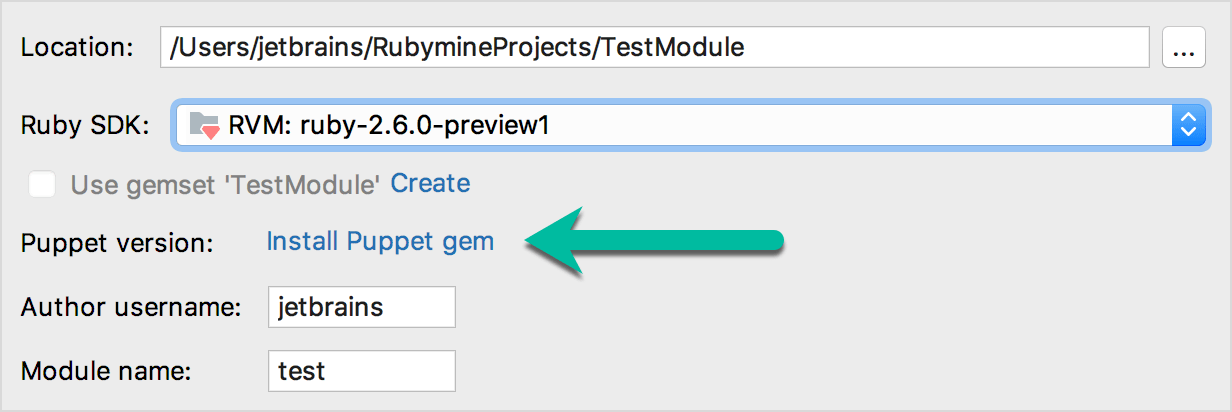 Location: /Users/jetbrains/RubymineProjects/TestModule ...
Ruby SDK: RVM: ruby-2.6.0-preview1
Use gemset 'TestModule' Create
Puppet version: Install Puppet gem
Author username: jetbrains
Module name: test